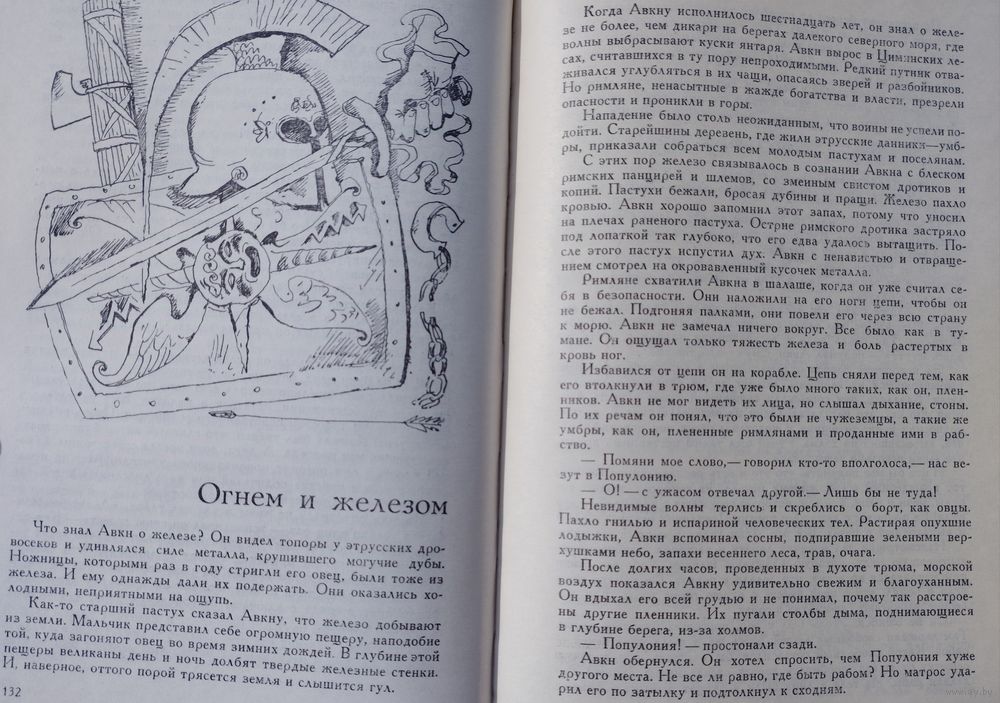 Огнем и железом
Что знал Авкн о железе? Он видел топоры у этрусских дро-
восеков и удивлялся силе металла, крушившего могучие дубы.
Ножницы, которыми раз в году стригли его овец, были тоже из
железа. И ему однажды дали их подержать. Они оказались хо-
лодными, неприятными на ощупь.
Как-то старший пастух сказал Авкну, что железо добывают
из земли. Мальчик представил себе огромную пещеру, наподобие
той, куда загоняют овец во время зимних дождей. В глубине этой
пещеры великаны день и ночь долбят твердые железные стенки.
И, наверное, оттого порой трясется земля и слышится гул.
132
Когда Авкну исполнилось шестнадцать лет, он знал о желе-
зе не более, чем дикари на берегах далекого северного моря, где
волны выбрасывают куски янтаря. Авкн вырос в Циминских ле-
сах, считавшихся в ту пору непроходимыми. Редкий путник отва-
живался углубляться в их чащи, опасаясь зверей и разбойников.
Но римляне, ненасытные в жажде богатства и власти, презрели
опасности и проникли в горы.
Нападение было столь неожиданным, что воины не успели по-
дойти. Старейшины деревень, где жили этрусские данники—умб-
ры, приказали собраться всем молодым пастухам и поселянам.
С этих пор железо связывалось в сознании Авкна с блеском
римских панцирей и шлемов, со змеиным свистом дротиков и
копий. Пастухи бежали, бросая дубины и пращи. Железо пахло
кровью. Авкн хорошо запомнил этот запах, потому что уносил
на плечах раненого пастуха. Острие римского дротика застряло
под лопаткой так глубоко, что его едва удалось вытащить. По-
сле этого пастух испустил дух. Авкн с ненавистью и отвраще-
нием смотрел на окровавленный кусочек металла.
Римляне схватили Авкна в шалаше, когда он уже считал се-
бя в безопасности. Они наложили на его ноги цепи, чтобы он
не бежал. Подгоняя палками, они повели его через всю страну
к морю. Авкн не замечал ничего вокруг. Все было как в ту-
мане. Он ощущал только тяжесть железа и боль растертых в
кровь ног.
Избавился от цепи он на корабле. Цепь сняли перед тем, как
его втолкнули в трюм, где уже было много таких, как он, плен-
ников. Авкн не мог видеть их лица, но слышал дыхание, стоны.
По их речам он понял, что это были не чужеземцы, а такие же
умбры, как он, плененные римлянами и проданные ими в раб-
ство.
— Помяни мое слово,— говорил кто-то вполголоса,— нас ве-
зут в Популонию.
— О! — с ужасом отвечал другой.— Лишь бы не туда!
Невидимые волны терлись и скреблись о борт, как овцы.
Пахло гнилью и испариной человеческих тел. Растирая опухшие
лодыжки, Авкн вспоминал сосны, подпиравшие зелеными вер-
хушками небо, запахи весеннего леса, трав, очага.
После долгих часов, проведенных в духоте трюма, морской
воздух показался Авкну удивительно свежим и благоуханным.
Он вдыхал его всей грудью и не понимал, почему так расстрое-
ны другие пленники. Их пугали столбы дыма, поднимающиеся
в глубине берега, из-за холмов.
— Популония! — простонали сзади.
Авкн обернулся. Он хотел спросить, чем Популония хуже
другого места. Не все ли равно, где быть рабом? Но матрос уда-
рил его по затылку и подтолкнул к сходням.
www.ay.by